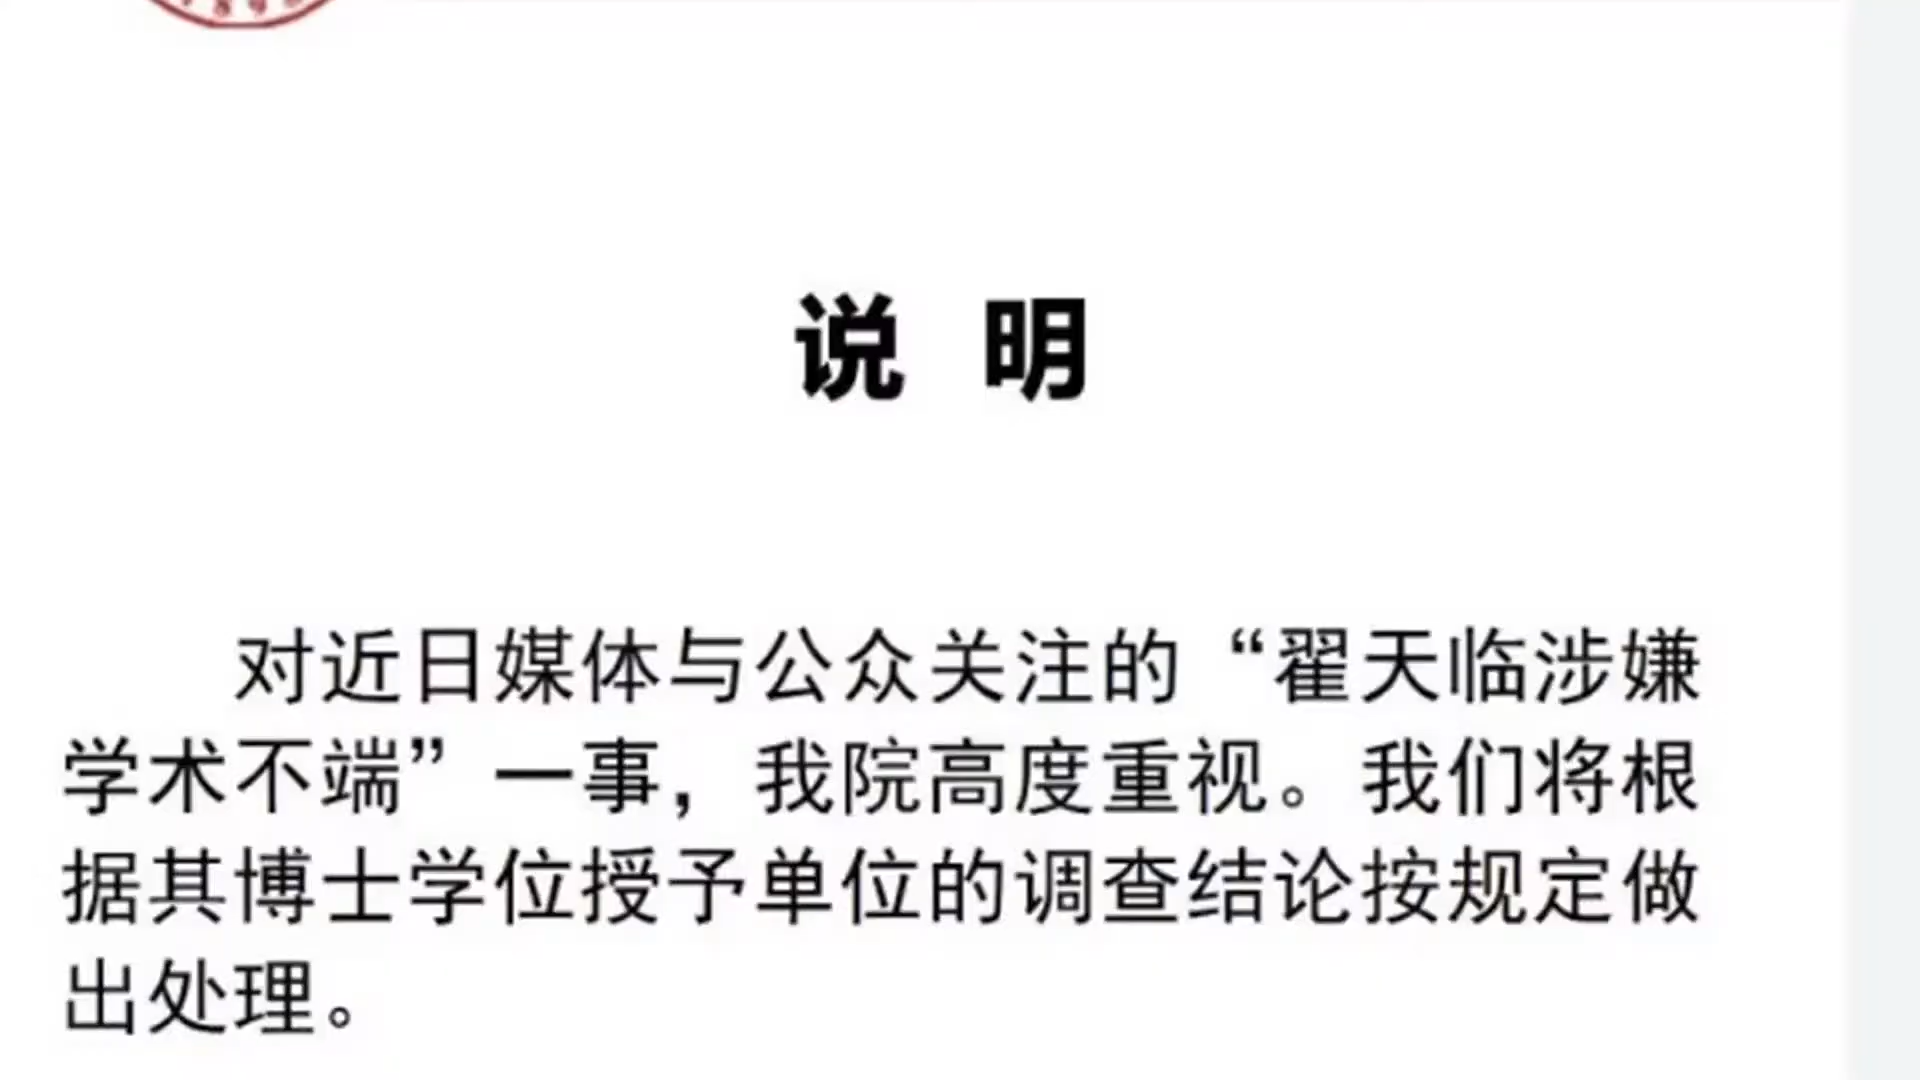 说 明
对近日媒体与公众关注的“翟天临涉嫌
学术不端”一事，我院高度重视。我们将根
据其博士学位授予单位的调查结论按规定做
出处理。